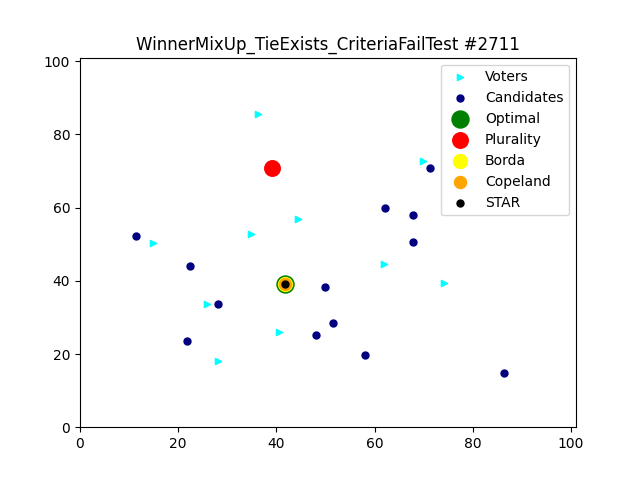 WinnerMixUp_TieExists_CriteriaFailTest #2711
100
80
60
40
20
0
0 20 40 60 80 100
Voters
Candidates
Optimal
Plurality
Borda
Copeland
STAR